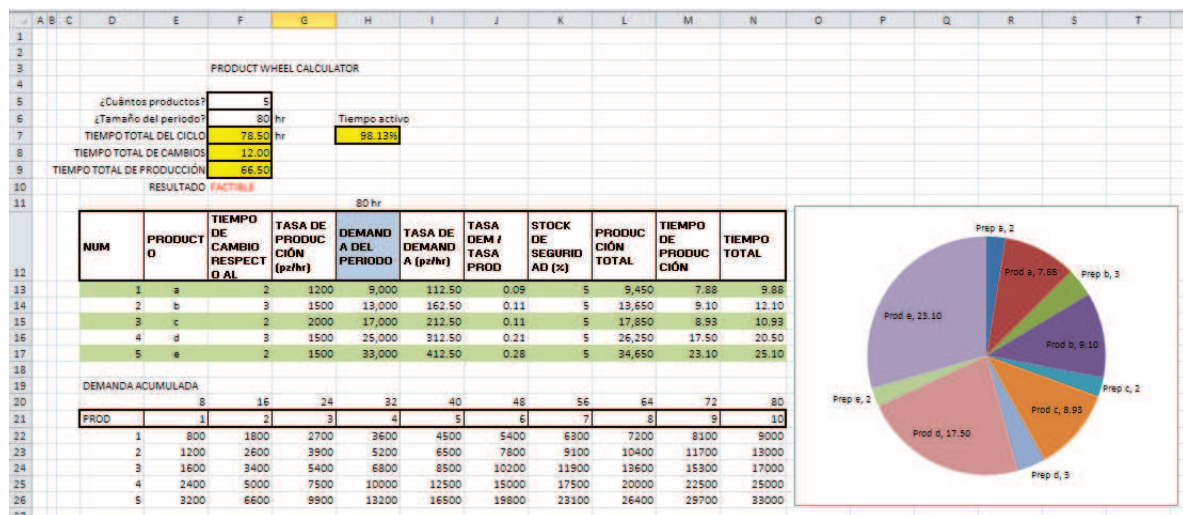 A B C D E F G H I J K L M N O P Q R S T
1
2
3 PRODUCT WHEEL CALCULATOR
4
5 ¿Cuántos productos? 5
6 ¿Tamaño del periodo? 80 hr Tiempo activo
7 TIEMPO TOTAL DEL CICLO 78.50 hr 98.13%
8 TIEMPO TOTAL DE CAMBIOS 12.00
9 TIEMPO TOTAL DE PRODUCCIÓN 66.50
10 RESULTADO FACTIBLE
11 80 hr
12 NUM PRODUCTO TIEMPO DE CAMBIO RESPECTO AL TASA DE PRODUCCIÓN (pz/hr) DEMANDA DEL PERIODO TASA DE DEMANDA (pz/hr) TASA DEM / TASA PROD STOCK DE SEGURIDAD (%) PRODUCCIÓN TOTAL TIEMPO DE PRODUCCIÓN TIEMPO TOTAL
13 1 a 2 1200 9,000 112.50 0.09 5 9,450 7.88 9.88
14 2 b 3 1500 13,000 162.50 0.11 5 13,650 9.10 12.10
15 3 c 2 2000 17,000 212.50 0.11 5 17,850 8.93 10.93
16 4 d 3 1500 25,000 312.50 0.21 5 26,250 17.50 20.50
17 5 e 2 1500 33,000 412.50 0.28 5 34,650 23.10 25.10
18
19 DEMANDA ACUMULADA
20 8 16 24 32 40 48 56 64 72 80
21 PROD 1 2 3 4 5 6 7 8 9 10
22 1 800 1800 2700 3600 4500 5400 6300 7200 8100 9000
23 2 1200 2600 3900 5200 6500 7800 9100 10400 11700 13000
24 3 1600 3400 5400 6800 8500 10200 11900 13600 15300 17000
25 4 2400 5000 7500 10000 12500 15000 17500 20000 22500 25000
26 5 3200 6600 9900 13200 16500 19800 23100 26400 29700 33000
Prep a, 2
Prod a, 7.88
Prep b, 3
Prod b, 9.10
Prep c, 2
Prod c, 8.93
Prep d, 3
Prod d, 17.50
Prep e, 2
Prod e, 23.10